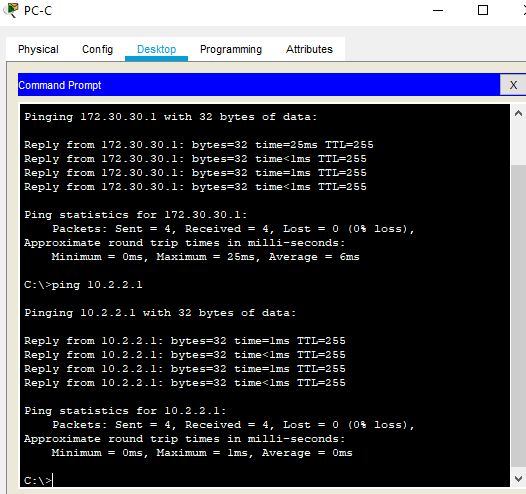 PC-C
Physical Config Desktop Programming Attributes
Command Prompt X
Pinging 172.30.30.1 with 32 bytes of data:
Reply from 172.30.30.1: bytes=32 time=25ms TTL=255
Reply from 172.30.30.1: bytes=32 time<1ms TTL=255
Reply from 172.30.30.1: bytes=32 time=1ms TTL=255
Reply from 172.30.30.1: bytes=32 time<1ms TTL=255
Ping statistics for 172.30.30.1:
Packets: Sent = 4, Received = 4, Lost = 0 (0% loss),
Approximate round trip times in milli-seconds:
Minimum = 0ms, Maximum = 25ms, Average = 6ms
C:\>ping 10.2.2.1
Pinging 10.2.2.1 with 32 bytes of data:
Reply from 10.2.2.1: bytes=32 time=1ms TTL=255
Reply from 10.2.2.1: bytes=32 time<1ms TTL=255
Reply from 10.2.2.1: bytes=32 time=1ms TTL=255
Reply from 10.2.2.1: bytes=32 time<1ms TTL=255
Ping statistics for 10.2.2.1:
Packets: Sent = 4, Received = 4, Lost = 0 (0% loss),
Approximate round trip times in milli-seconds:
Minimum = 0ms, Maximum = 1ms, Average = 0ms
C:\>